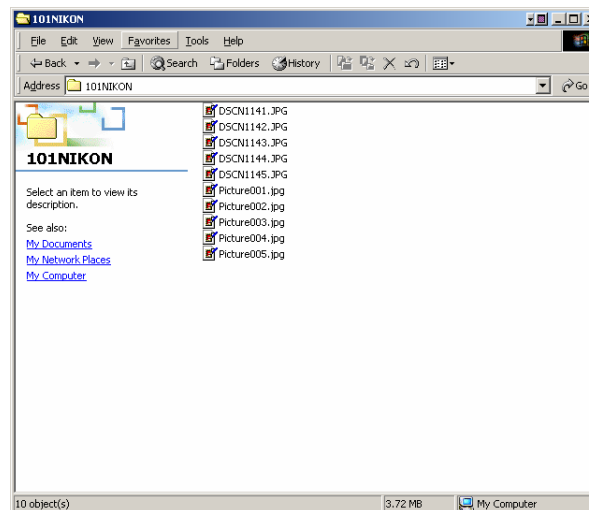 101NIKON
File Edit View Favorites Tools Help
Back Search Folders History
Address 101NIKON Go
101NIKON
Select an item to view its
description.
See also:
My Documents
My Network Places
My Computer
DSCN1141.JPG
DSCN1142.JPG
DSCN1143.JPG
DSCN1144.JPG
DSCN1145.JPG
Picture001.jpg
Picture002.jpg
Picture003.jpg
Picture004.jpg
Picture005.jpg
10 object(s) 3.72 MB My Computer